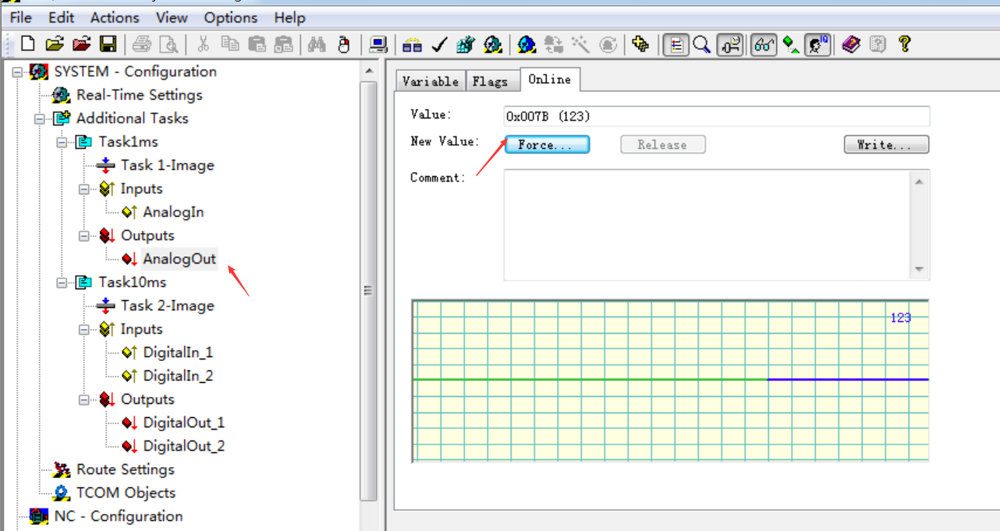 File Edit Actions View Options Help
SYSTEM - Configuration
Real-Time Settings
Additional Tasks
Task1ms
Task 1-Image
Inputs
AnalogIn
Outputs
AnalogOut
Task10ms
Task 2-Image
Inputs
DigitalIn_1
DigitalIn_2
Outputs
DigitalOut_1
DigitalOut_2
Route Settings
TCOM Objects
NC - Configuration
Variable Flags Online
Value: 0x007B (123)
New Value: Force... Release Write...
Comment:
123